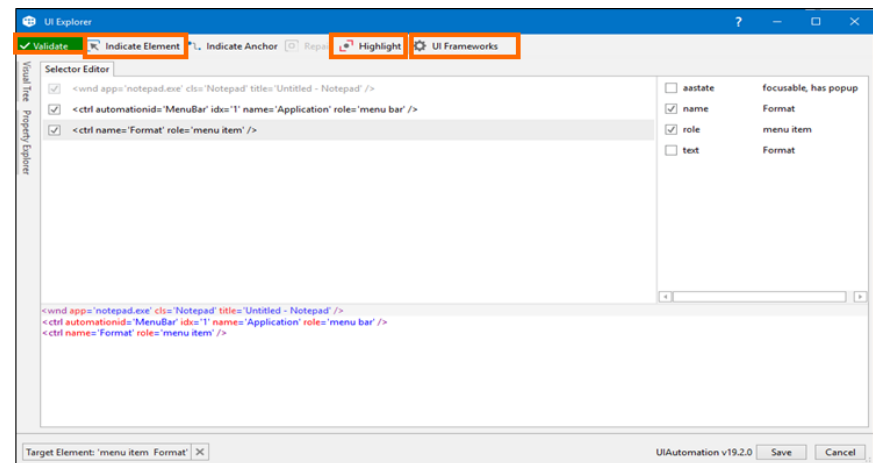 UI Explorer
?
Validate Indicate Element Indicate Anchor Repai Highlight UI Frameworks
Visual Tree
Property Explorer
Selector Editor
<wnd app='notepad.exe' cls='Notepad' title='Untitled - Notepad' />
<ctrl automationid='MenuBar' idx='1' name='Application' role='menu bar' />
<ctrl name='Format' role='menu item' />
aastate focusable, has popup
name Format
role menu item
text Format
<wnd app='notepad.exe' cls='Notepad' title='Untitled - Notepad' />
<ctrl automationid='MenuBar' idx='1' name='Application' role='menu bar' />
<ctrl name='Format' role='menu item' />
Target Element: 'menu item Format'
UIAutomation v19.2.0 Save Cancel